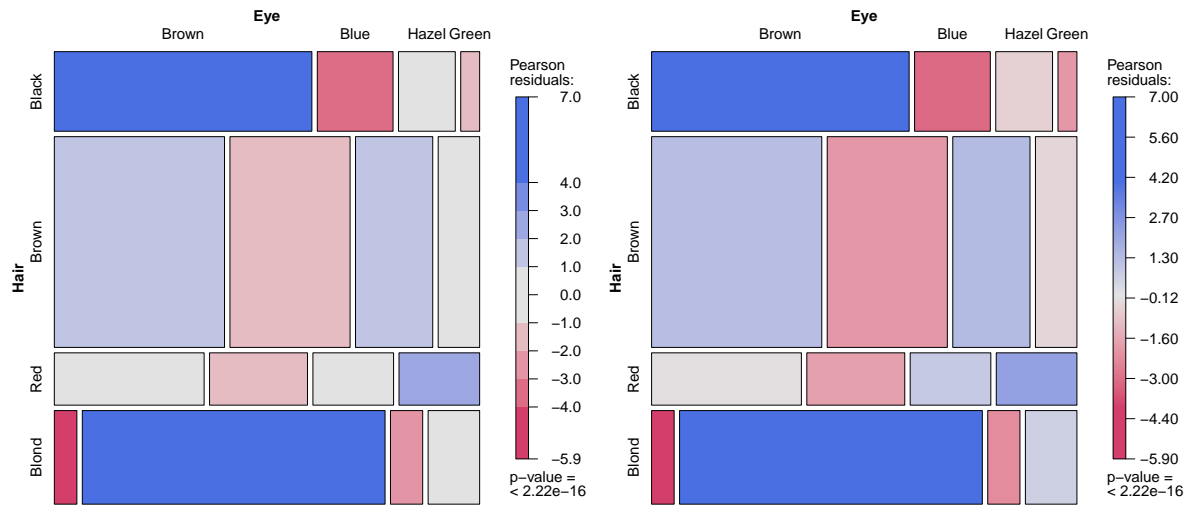 Eye
Brown Blue Hazel Green
Hair
Black
Brown
Red
Blond
Pearson
residuals:
7.0
4.0
3.0
2.0
1.0
0.0
−1.0
−2.0
−3.0
−4.0
−5.9
p−value =
< 2.22e−16
Eye
Brown Blue Hazel Green
Hair
Black
Brown
Red
Blond
Pearson
residuals:
7.00
5.60
4.20
2.70
1.30
−0.12
−1.60
−3.00
−4.40
−5.90
p−value =
< 2.22e−16